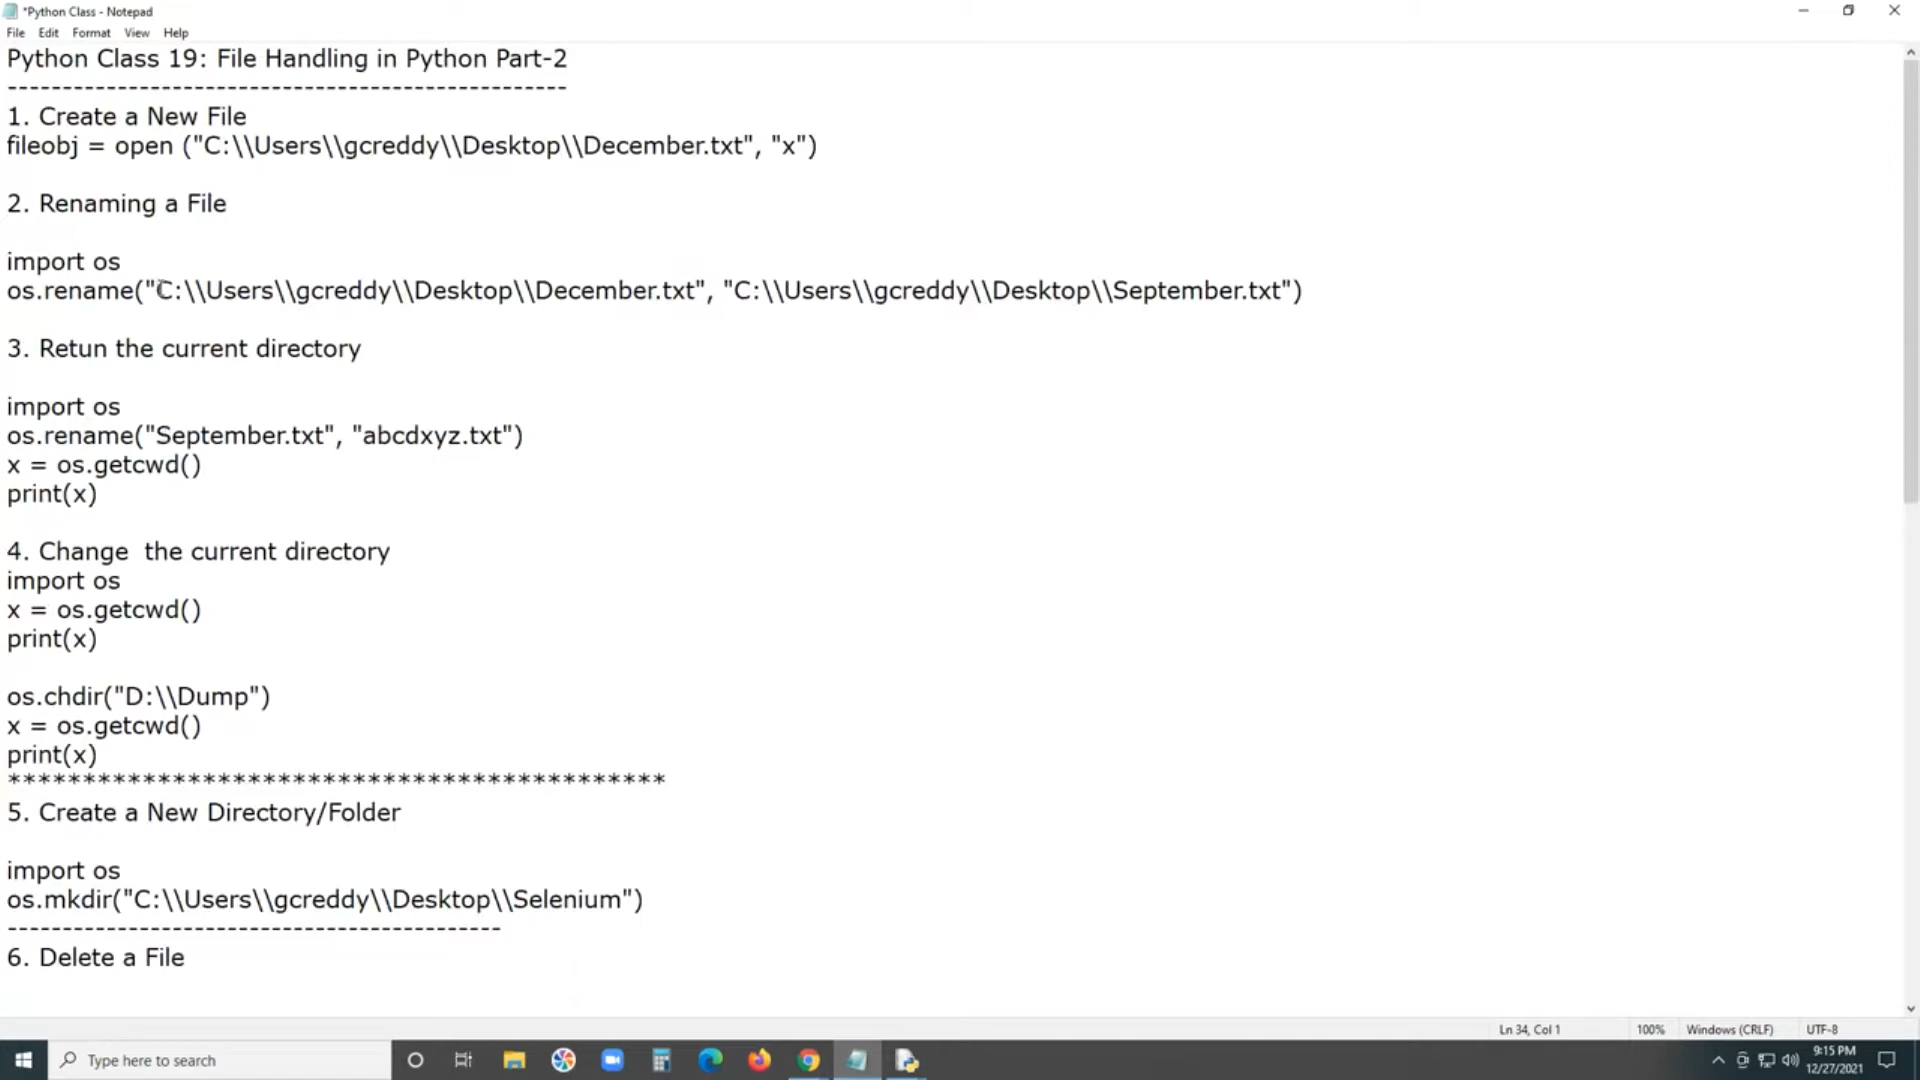 *Python Class - Notepad
File Edit Format View Help
Python Class 19: File Handling in Python Part-2
----------------------------------------------------
1. Create a New File
fileobj = open ("C:\\Users\\gcreddy\\Desktop\\December.txt", "x")
2. Renaming a File
import os
os.rename("C:\\Users\\gcreddy\\Desktop\\December.txt", "C:\\Users\\gcreddy\\Desktop\\September.txt")
3. Retun the current directory
import os
os.rename("September.txt", "abcdxyz.txt")
x = os.getcwd()
print(x)
4. Change  the current directory
import os
x = os.getcwd()
print(x)
os.chdir("D:\\Dump")
x = os.getcwd()
print(x)
********************************************
5. Create a New Directory/Folder
import os
os.mkdir("C:\\Users\\gcreddy\\Desktop\\Selenium")
----------------------------------------------
6. Delete a File
Ln 34, Col 1 100% Windows (CRLF) UTF-8
Type here to search
9:15 PM
12/27/2021